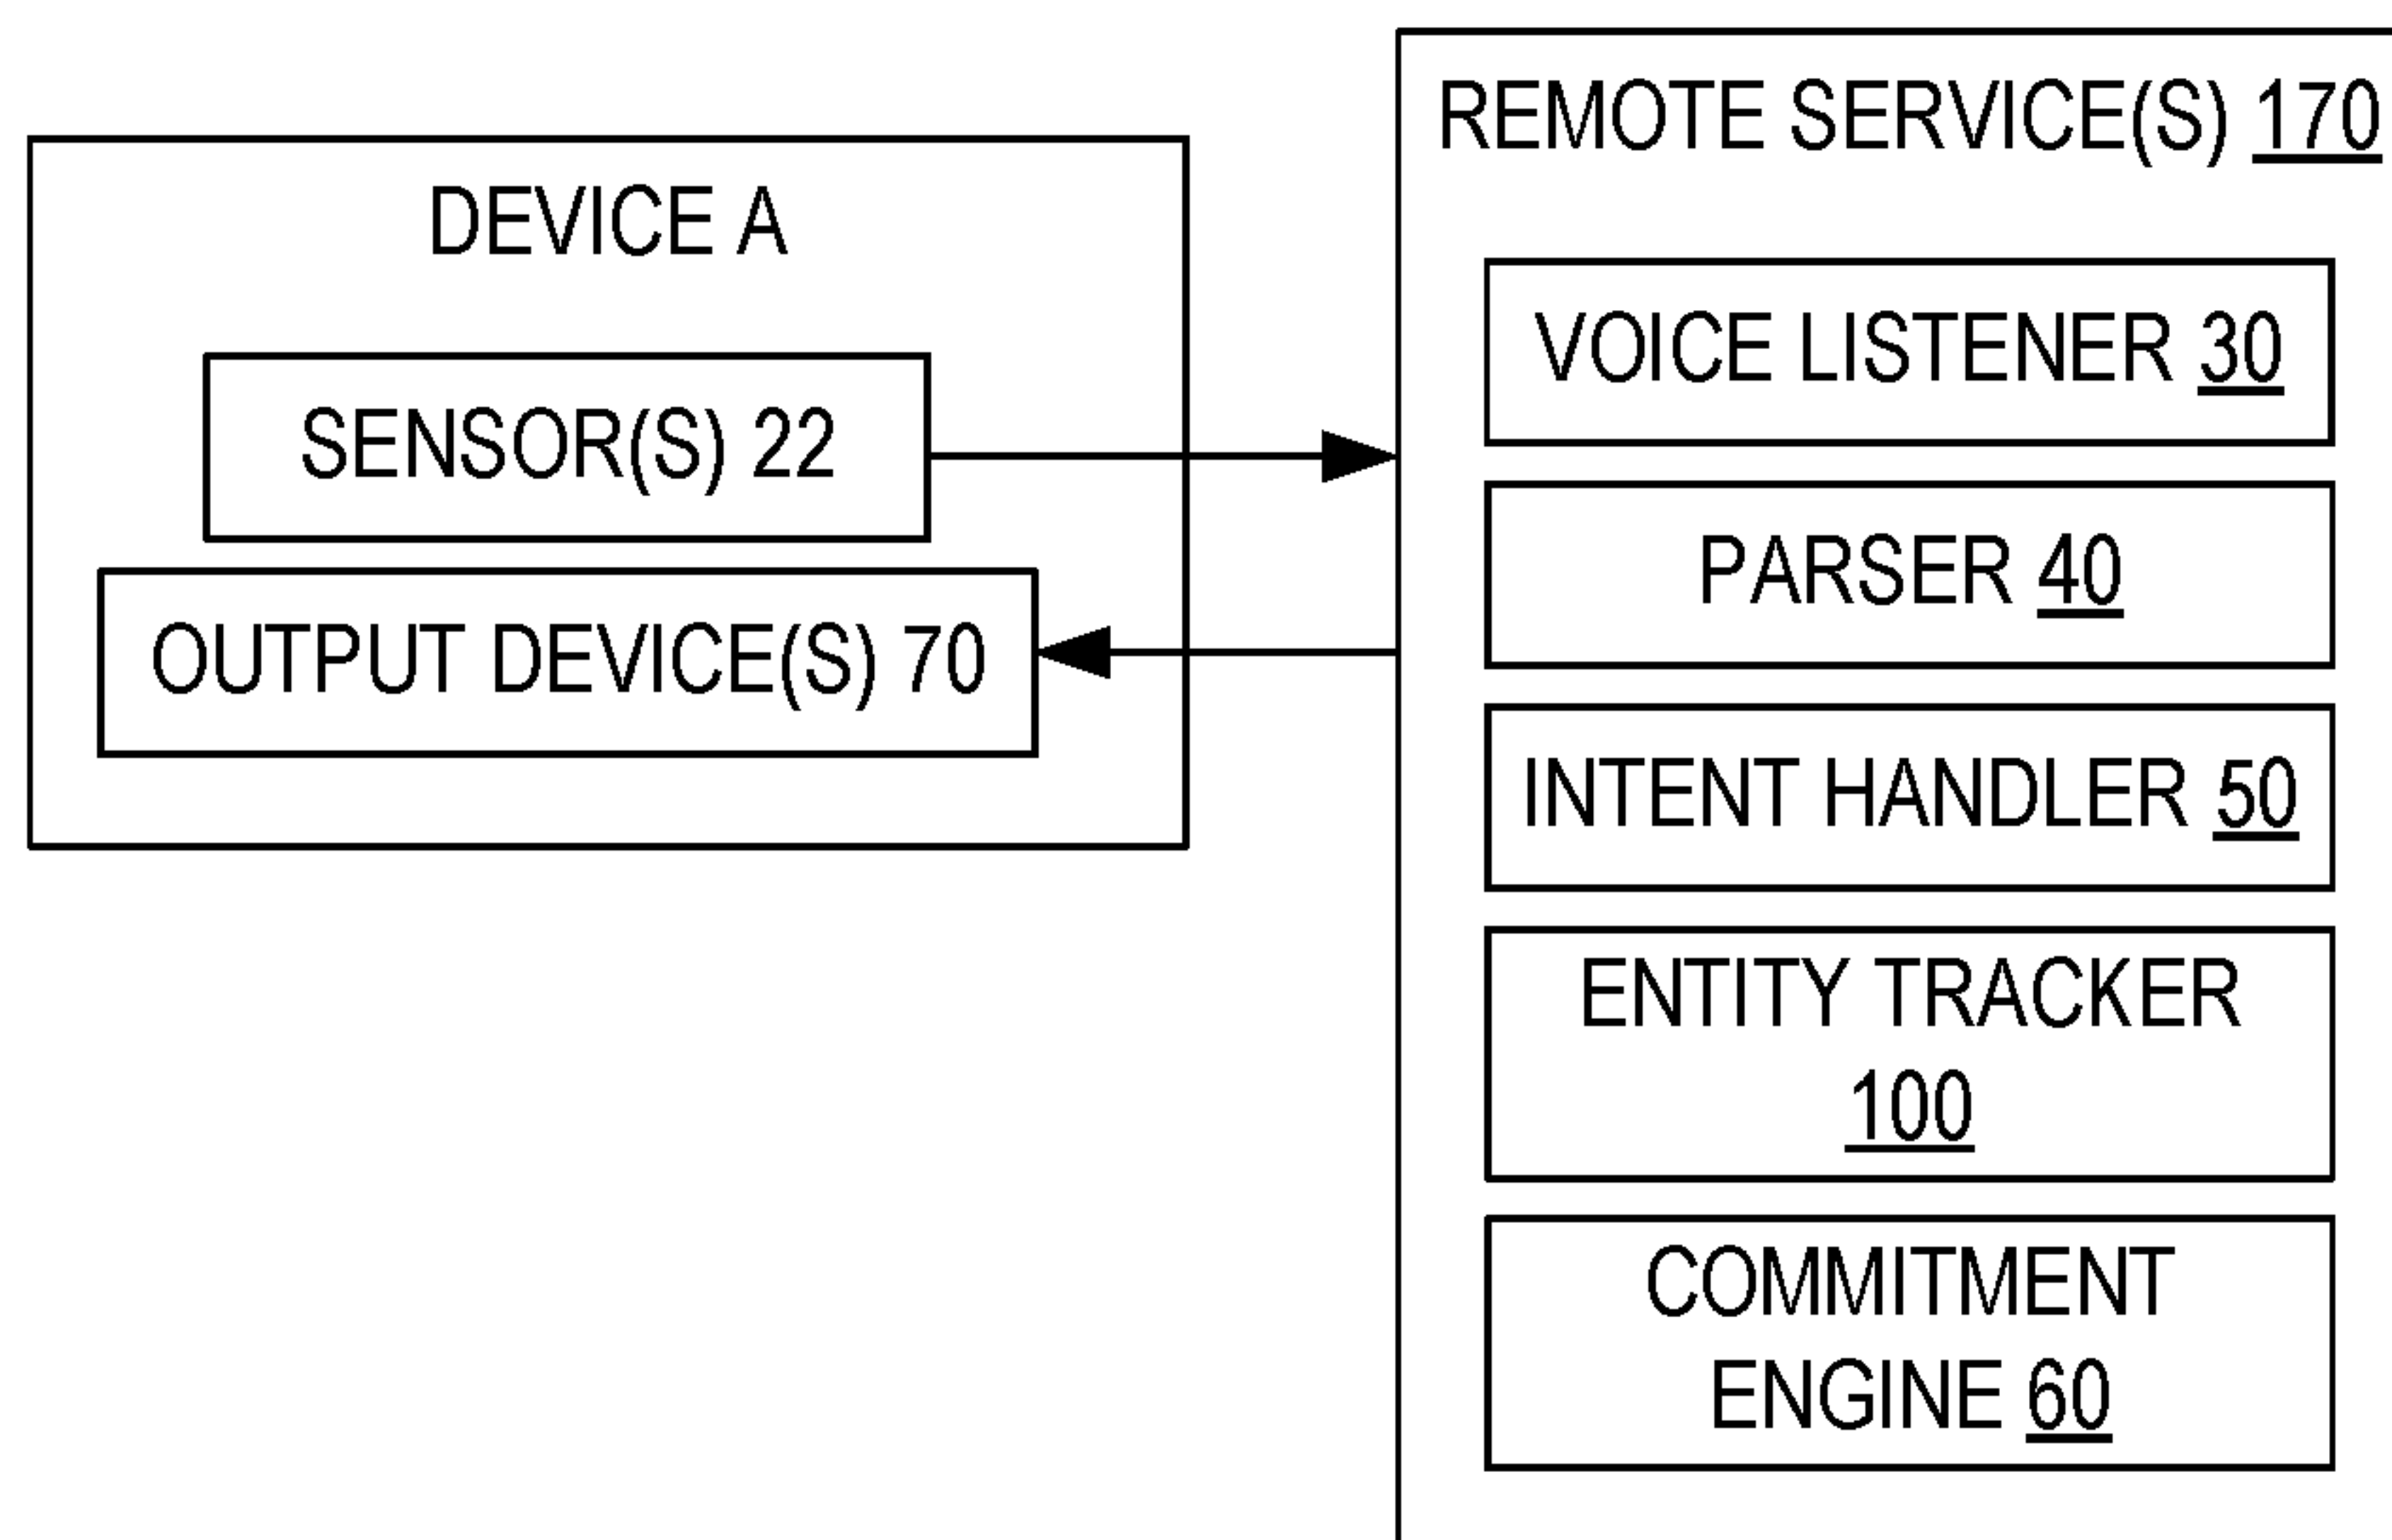 DEVICE A
SENSOR(S) 22
OUTPUT DEVICE(S) 70
REMOTE SERVICE(S) 170
VOICE LISTENER 30
PARSER 40
INTENT HANDLER 50
ENTITY TRACKER
100
COMMITMENT
ENGINE 60